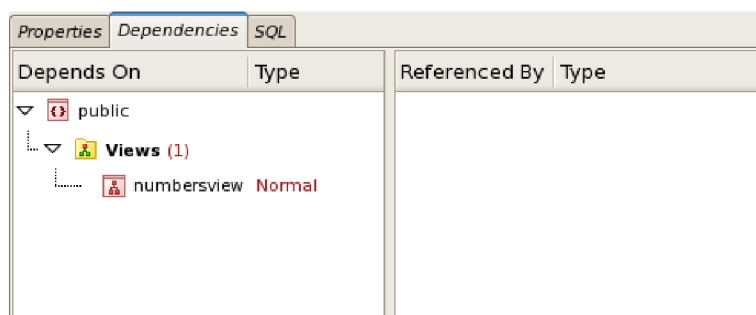 Properties Dependencies SQL
Depends On Type Referenced By Type
public
Views (1)
numbersview Normal